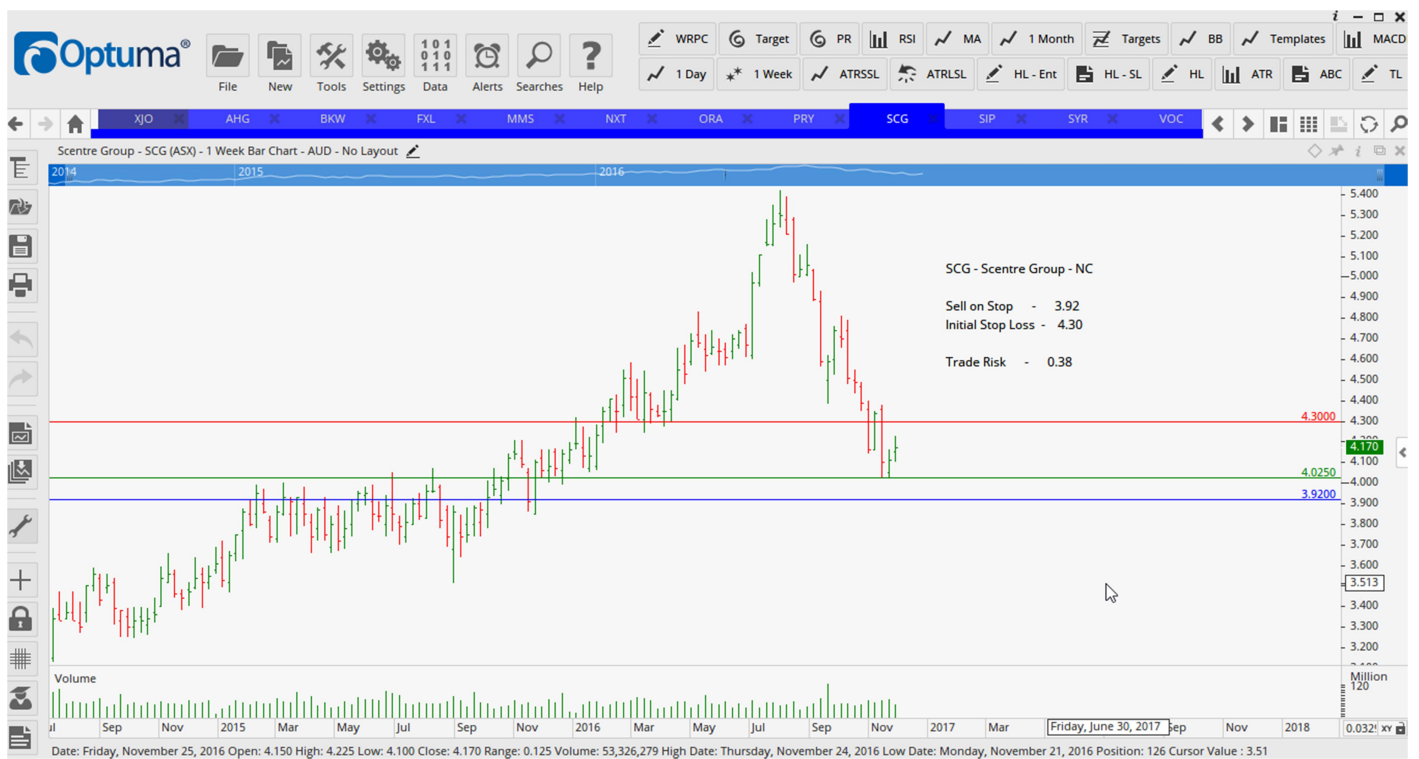 i
Optuma®
File
New
Tools
Settings
101 010 111
Data
Alerts
Searches
?
Help
WRPC
Target
PR
RSI
MA
1 Month
Targets
BB
Templates
MACD
1 Day
1 Week
ATRSSL
ATRLSL
HL - Ent
HL - SL
HL
ATR
ABC
TL
XJO
AHG
BKW
FXL
MMS
NXT
ORA
PRY
SCG
SIP
SYR
VOC
Scentre Group - SCG (ASX) - 1 Week Bar Chart - AUD - No Layout
i
2014
2015
2016
5.400
5.300
5.200
5.100
5.000
4.900
4.800
4.700
4.600
4.500
4.400
4.300
4.170
4.100
4.000
3.900
3.800
3.700
3.600
3.513
3.400
3.300
3.200
SCG - Scentre Group - NC
Sell on Stop - 3.92
Initial Stop Loss - 4.30
Trade Risk - 0.38
4.3000
4.0250
3.9200
Volume
Million
120
Sep
Nov
2015
Mar
May
Jul
Sep
Nov
2016
Mar
May
Jul
Sep
Nov
2017
Mar
Friday, June 30, 2017
Sep
Nov
2018
XY
Date: Friday, November 25, 2016 Open: 4.150 High: 4.225 Low: 4.100 Close: 4.170 Range: 0.125 Volume: 53,326,279 High Date: Thursday, November 24, 2016 Low Date: Monday, November 21, 2016 Position: 126 Cursor Value : 3.51